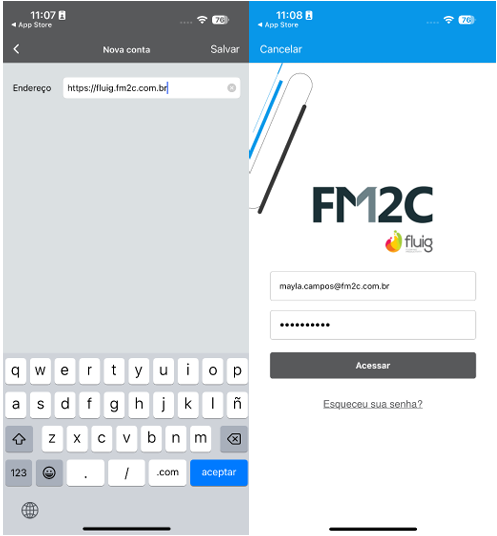 11:07
76
◀ App Store
Nova conta
Salvar
Endereço
https://fluig.fm2c.com.br
q w e r t y u i o p
a s d f g h j k l ñ
z x c v b n m
123
.
/
.com
aceptar
11:08
76
◀ App Store
Cancelar
FM2C
fluig
mayla.campos@fm2c.com.br
••••••••••
Acessar
Esqueceu sua senha?